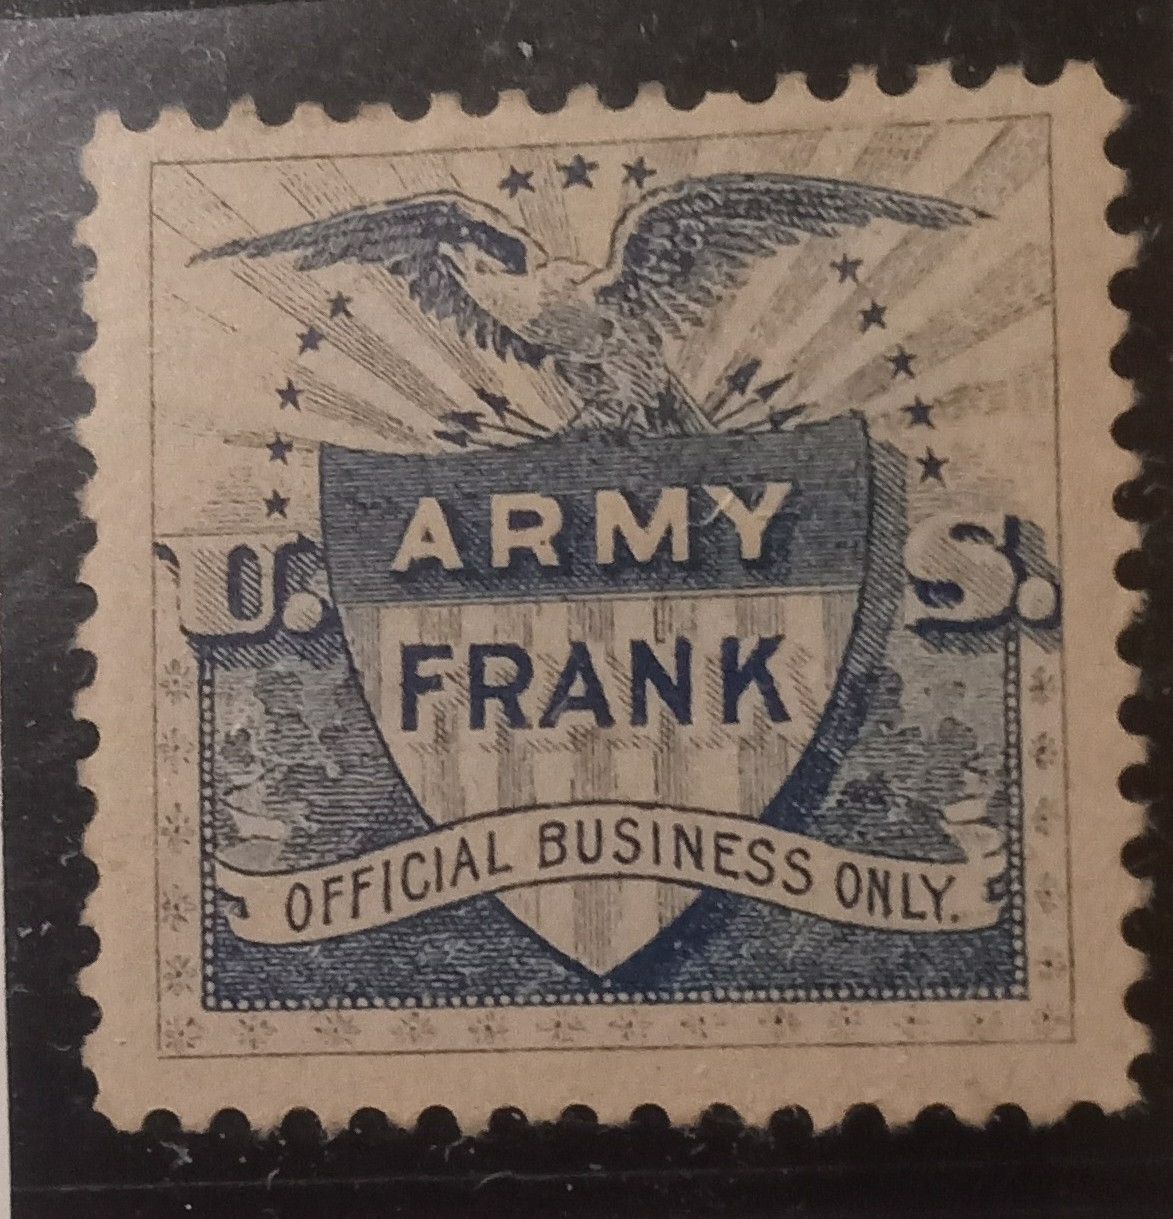 ARMY
U. S.
FRANK
OFFICIAL BUSINESS ONLY.